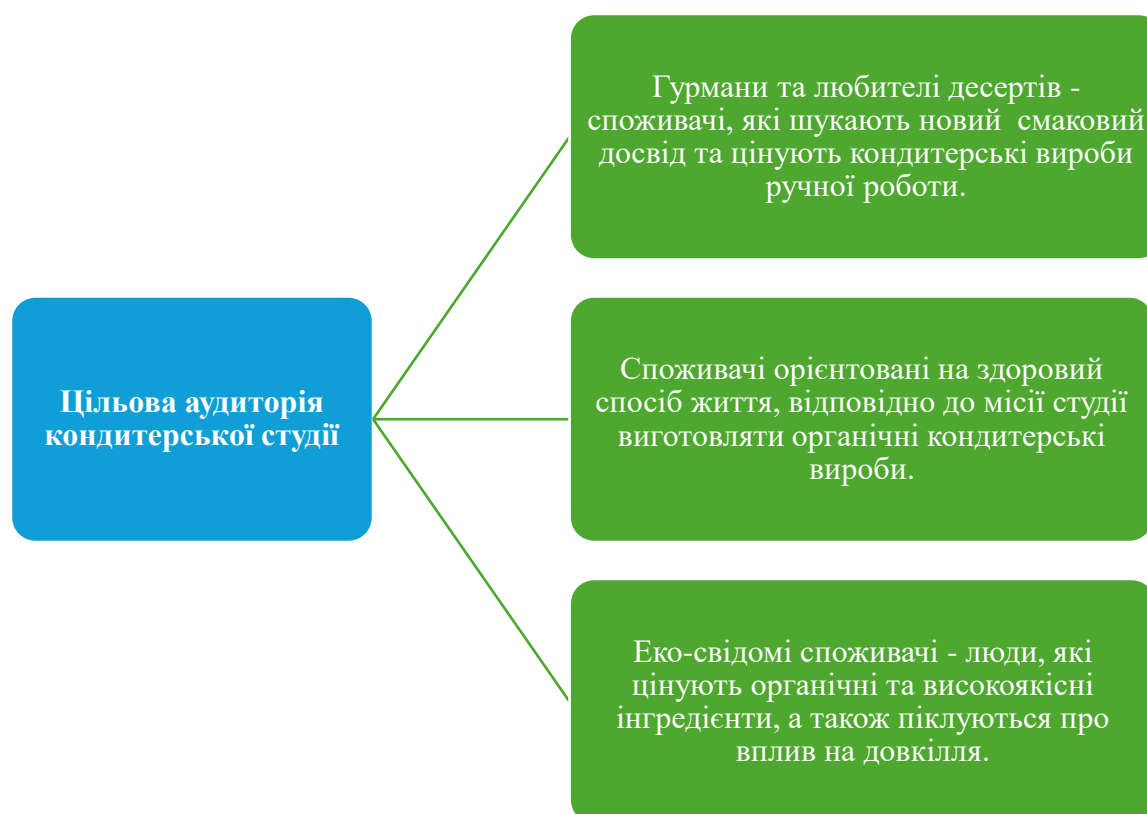 Гурмани та любителі десертів -
споживачі, які шукають новий  смаковий
досвід та цінують кондитерські вироби
ручної роботи.
Цільова аудиторія
кондитерської студії
Споживачі орієнтовані на здоровий
спосіб життя, відповідно до місії студії
виготовляти органічні кондитерські
вироби.
Еко-свідомі споживачі - люди, які
цінують органічні та високоякісні
інгредієнти, а також піклуються про
вплив на довкілля.